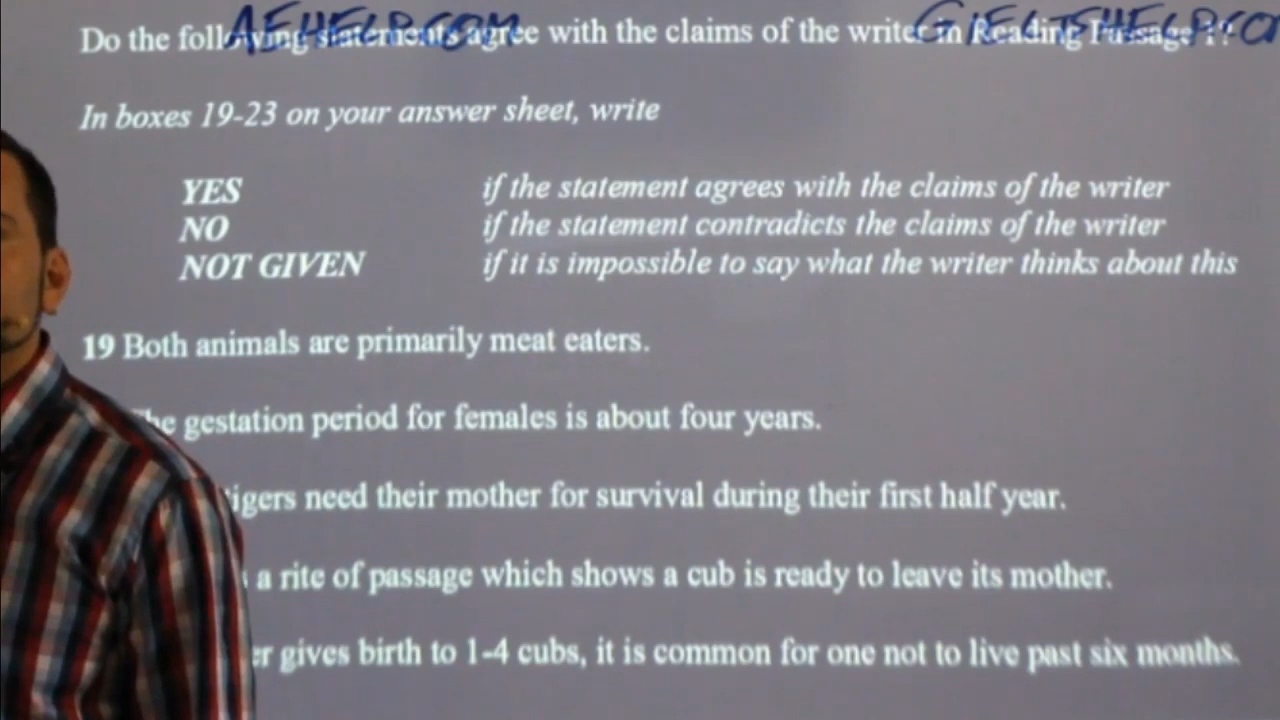 AEHELP.COM GIELTSHELP.CO
Do the following statements agree with the claims of the writer in Reading Passage 1?
In boxes 19-23 on your answer sheet, write
YES if the statement agrees with the claims of the writer
NO if the statement contradicts the claims of the writer
NOT GIVEN if it is impossible to say what the writer thinks about this
19 Both animals are primarily meat eaters.
he gestation period for females is about four years.
tigers need their mother for survival during their first half year.
a rite of passage which shows a cub is ready to leave its mother.
er gives birth to 1-4 cubs, it is common for one not to live past six months.